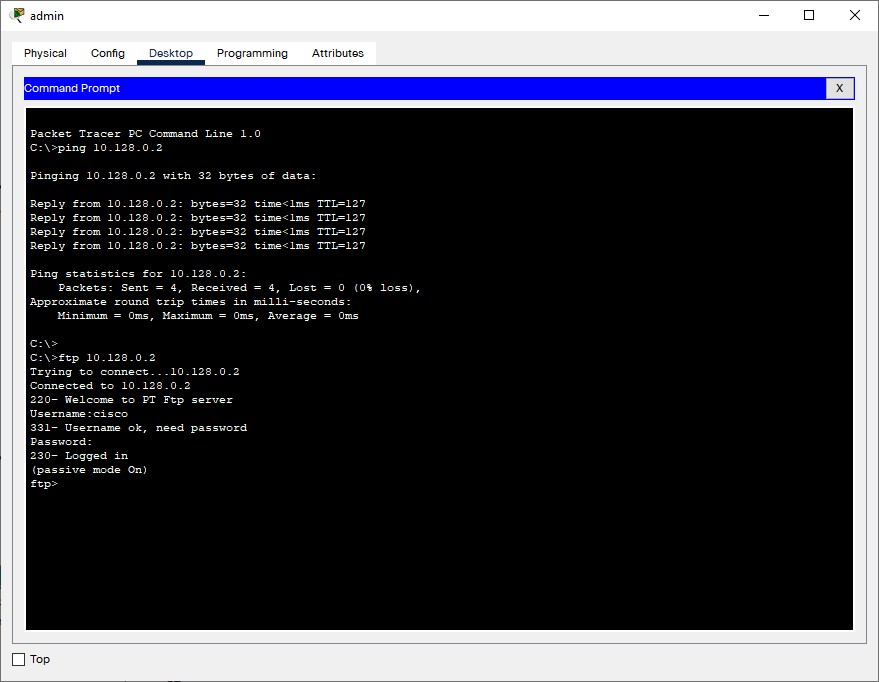 admin
Physical Config Desktop Programming Attributes
Command Prompt X
Packet Tracer PC Command Line 1.0
C:\>ping 10.128.0.2
Pinging 10.128.0.2 with 32 bytes of data:
Reply from 10.128.0.2: bytes=32 time<1ms TTL=127
Reply from 10.128.0.2: bytes=32 time<1ms TTL=127
Reply from 10.128.0.2: bytes=32 time<1ms TTL=127
Reply from 10.128.0.2: bytes=32 time<1ms TTL=127
Ping statistics for 10.128.0.2:
Packets: Sent = 4, Received = 4, Lost = 0 (0% loss),
Approximate round trip times in milli-seconds:
Minimum = 0ms, Maximum = 0ms, Average = 0ms
C:\>
C:\>ftp 10.128.0.2
Trying to connect...10.128.0.2
Connected to 10.128.0.2
220- Welcome to PT Ftp server
Username:cisco
331- Username ok, need password
Password:
230- Logged in
(passive mode On)
ftp>
Top